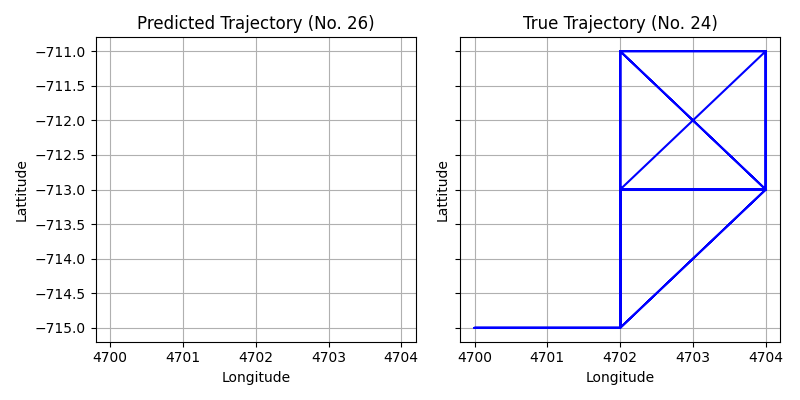 Predicted Trajectory (No. 26)
True Trajectory (No. 24)
−711.0
−711.5
−712.0
−712.5
−713.0
−713.5
−714.0
−714.5
−715.0
Lattitude
Lattitude
4700 4701 4702 4703 4704
4700 4701 4702 4703 4704
Longitude
Longitude